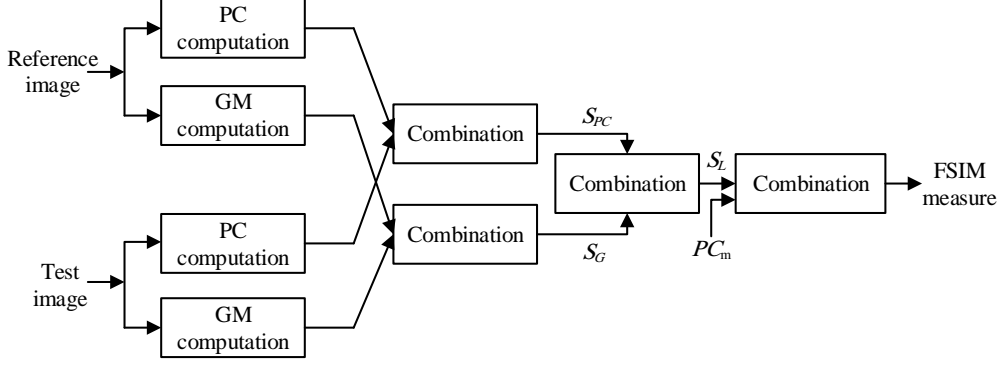 Reference
image
PC
computation
GM
computation
Test
image
PC
computation
GM
computation
Combination
Combination
S_PC
S_G
Combination
S_L
PC_m
Combination
FSIM
measure